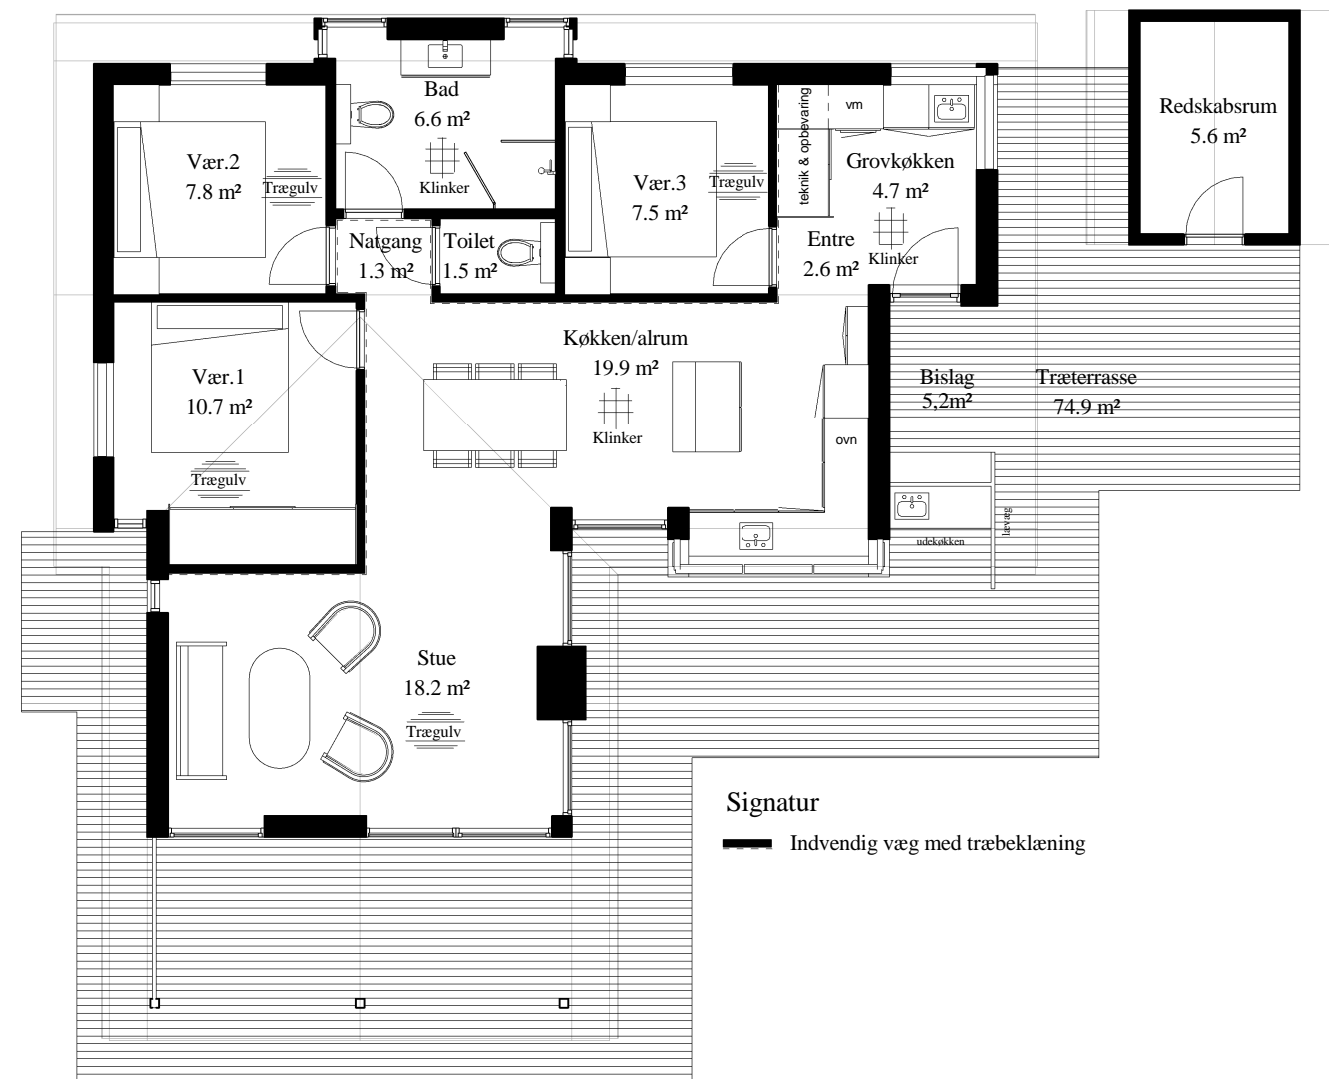 Bad
6.6 m²
Klinker
Vær.2
7.8 m²
Trægulv
Vær.3
7.5 m²
Trægulv
teknik & opbevaring
vm
Grovkøkken
4.7 m²
Klinker
Entre
2.6 m²
Redskabsrum
5.6 m²
Natgang
1.3 m²
Toilet
1.5 m²
Vær.1
10.7 m²
Trægulv
Køkken/alrum
19.9 m²
Klinker
ovn
Bislag
5,2m²
Træterrasse
74.9 m²
udekøkken
lævæg
Stue
18.2 m²
Trægulv
Signatur
Indvendig væg med træbeklæning